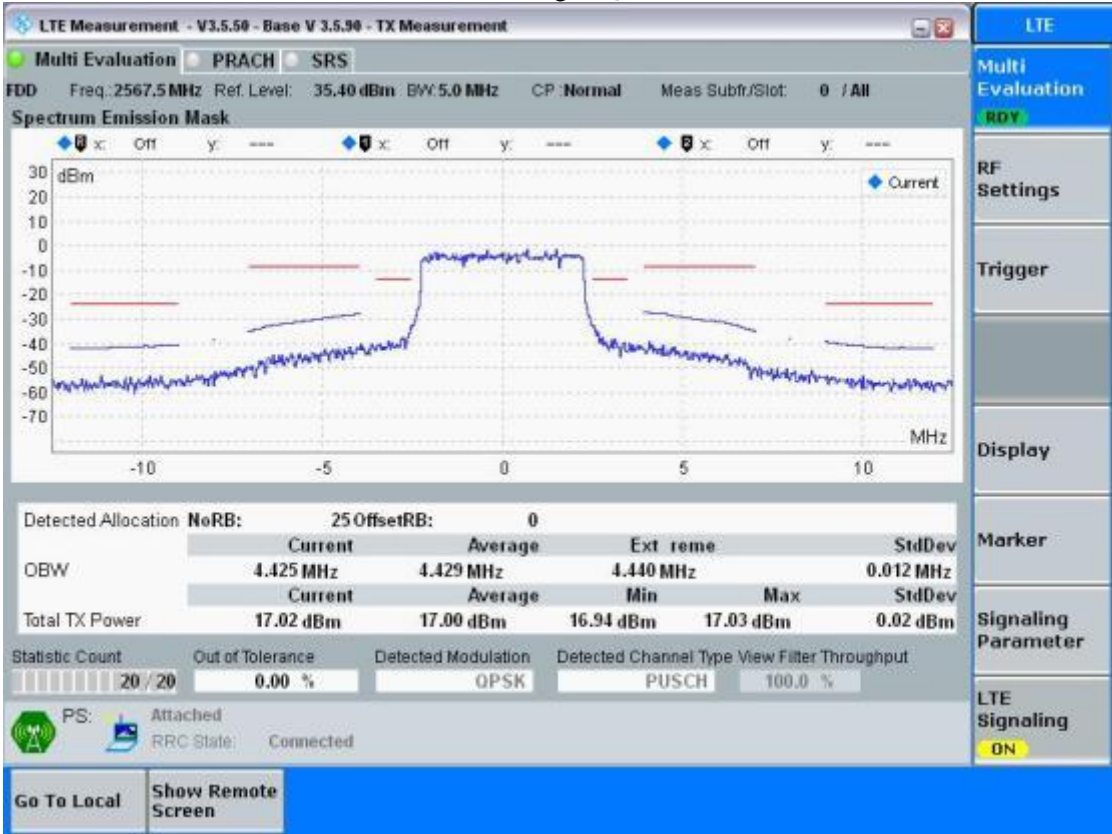 LTE Measurement - V3.5.50 - Base V 3.5.90 - TX Measurement
LTE
Multi Evaluation PRACH SRS
Multi Evaluation
RDY
FDD Freq.:2567.5 MHz Ref. Level: 35.40 dBm BW: 5.0 MHz CP :Normal Meas Subfr./Slot: 0 / All
Spectrum Emission Mask
x: Off y: --- x: Off y: --- x: Off y: ---
30 dBm
Current
20
10
0
-10
-20
-30
-40
-50
-60
-70
MHz
-10 -5 0 5 10
RF
Settings
Trigger
Display
Marker
Signaling
Parameter
LTE
Signaling
ON
Detected Allocation NoRB: 25 OffsetRB: 0
Current Average Ext reme StdDev
OBW 4.425 MHz 4.429 MHz 4.440 MHz 0.012 MHz
Current Average Min Max StdDev
Total TX Power 17.02 dBm 17.00 dBm 16.94 dBm 17.03 dBm 0.02 dBm
Statistic Count Out of Tolerance Detected Modulation Detected Channel Type View Filter Throughput
20 / 20 0.00 % QPSK PUSCH 100.0 %
PS: Attached
RRC State: Connected
Go To Local
Show Remote
Screen